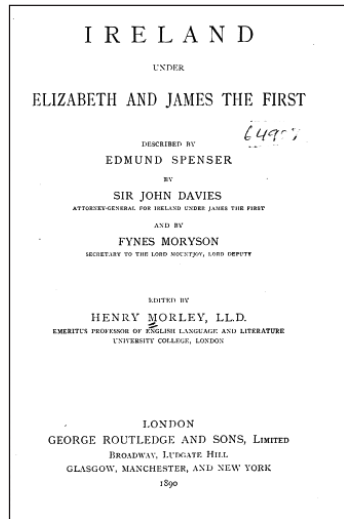 IRELAND
UNDER
ELIZABETH AND JAMES THE FIRST
DESCRIBED BY
EDMUND SPENSER
BY
SIR JOHN DAVIES
ATTORNEY-GENERAL FOR IRELAND UNDER JAMES THE FIRST
AND BY
FYNES MORYSON
SECRETARY TO THE LORD MOUNTJOY, LORD DEPUTY
EDITED BY
HENRY MORLEY, LL.D.
EMERITUS PROFESSOR OF ENGLISH LANGUAGE AND LITERATURE
UNIVERSITY COLLEGE, LONDON
LONDON
GEORGE ROUTLEDGE AND SONS, LIMITED
BROADWAY, LUDGATE HILL
GLASGOW, MANCHESTER, AND NEW YORK
1890